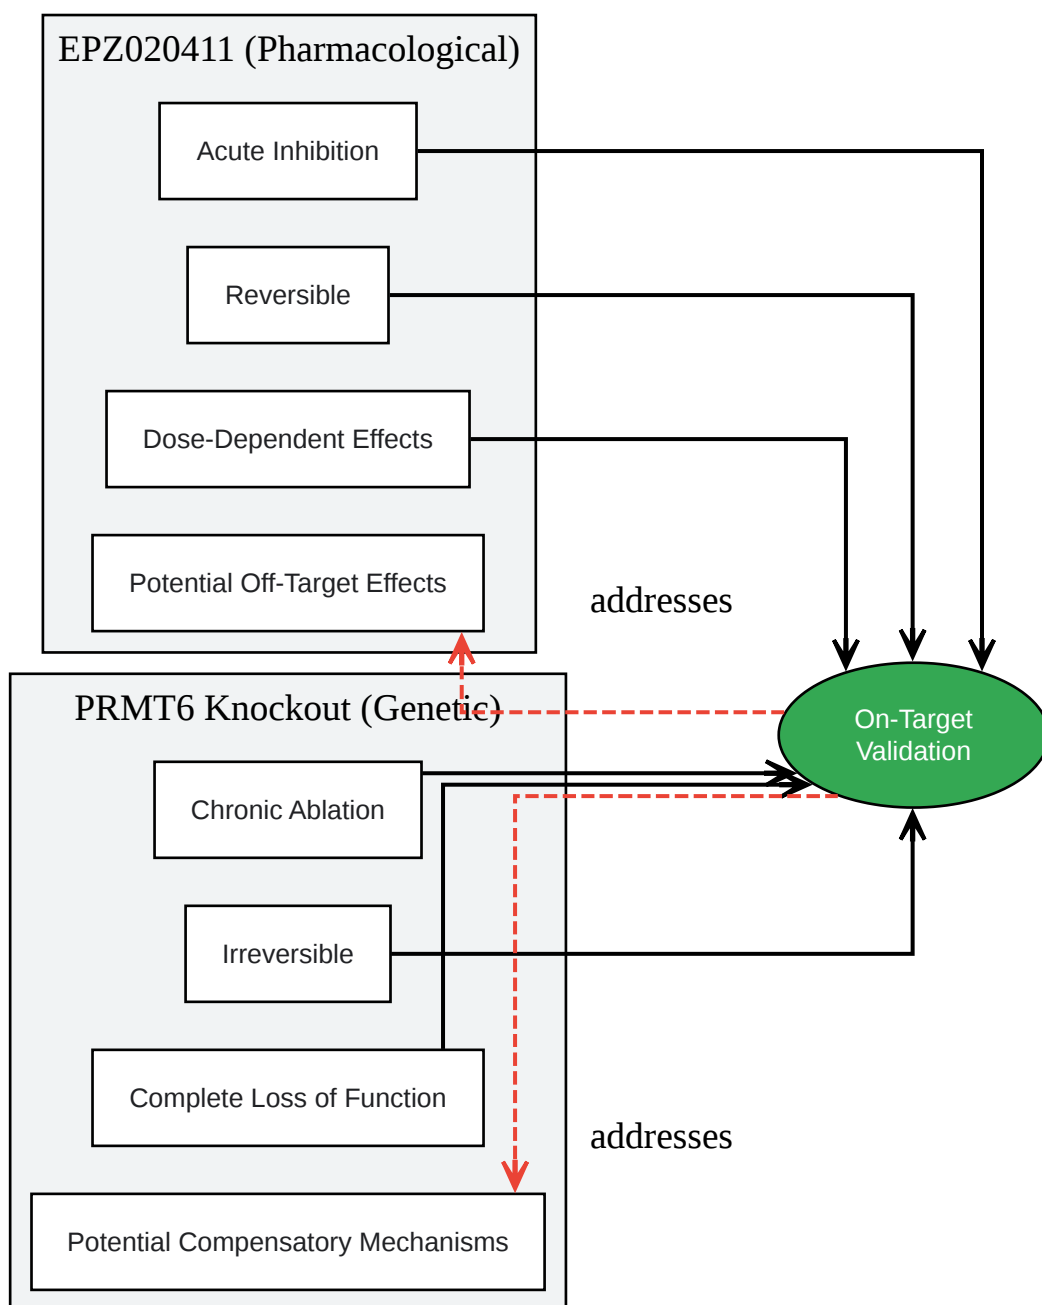 EPZ020411 (Pharmacological)
Acute Inhibition
Reversible
Dose-Dependent Effects
Potential Off-Target Effects
addresses
PRMT6 Knockout (Genetic)
On-Target
Validation
Chronic Ablation
Irreversible
Complete Loss of Function
addresses
Potential Compensatory Mechanisms